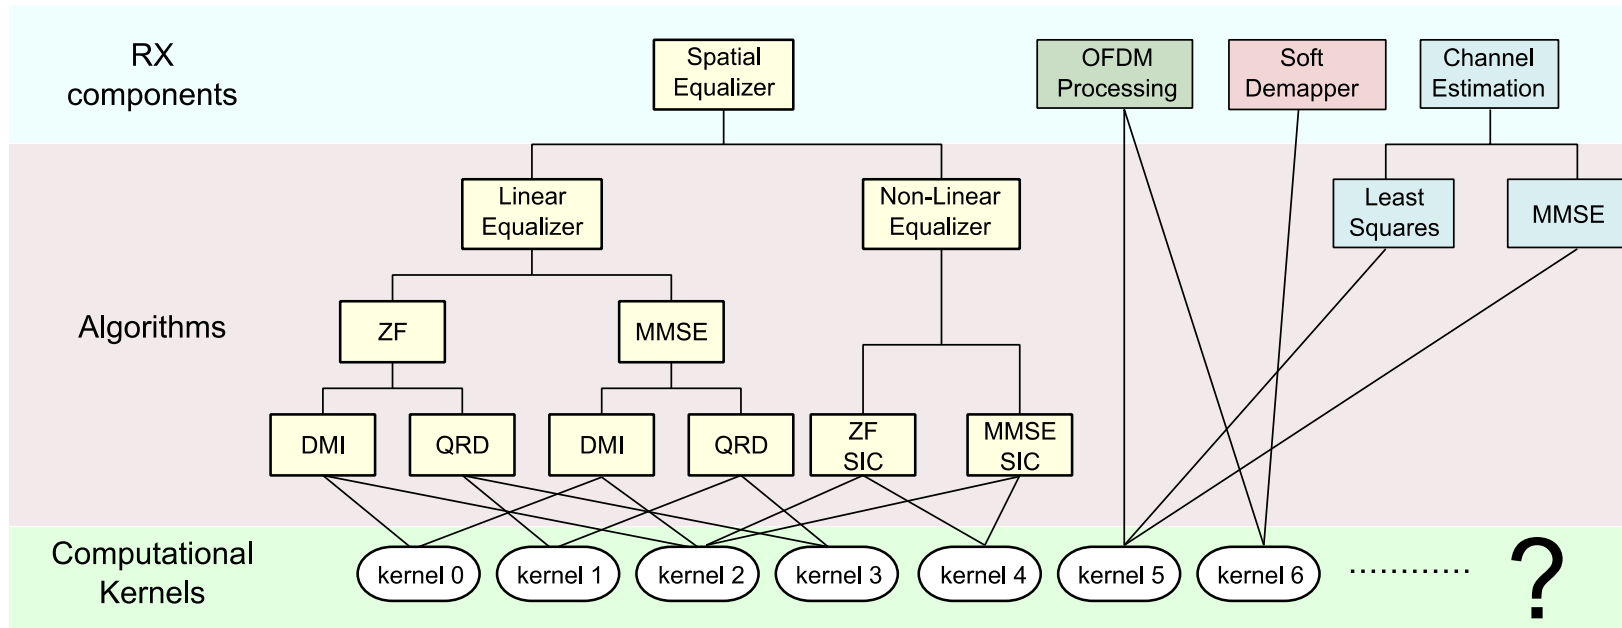 RX
components
Spatial
Equalizer
OFDM
Processing
Soft
Demapper
Channel
Estimation
Algorithms
Linear
Equalizer
Non-Linear
Equalizer
Least
Squares
MMSE
ZF
MMSE
DMI
QRD
DMI
QRD
ZF
SIC
MMSE
SIC
Computational
Kernels
kernel 0
kernel 1
kernel 2
kernel 3
kernel 4
kernel 5
kernel 6
............
?